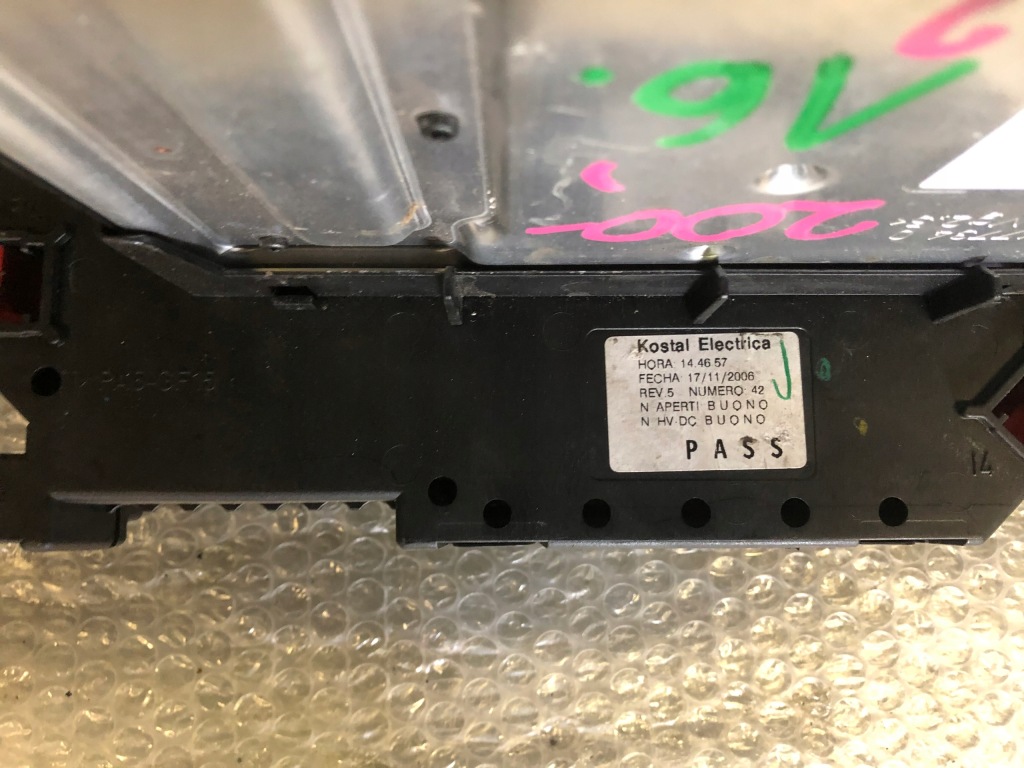 V6.
200,-
Kostal Electrica
HORA 14.46 57
FECHA 17/11/2006
REV.5 NUMERO 42
N APERTI BUONO
N HV-DC BUONO
PASS
14